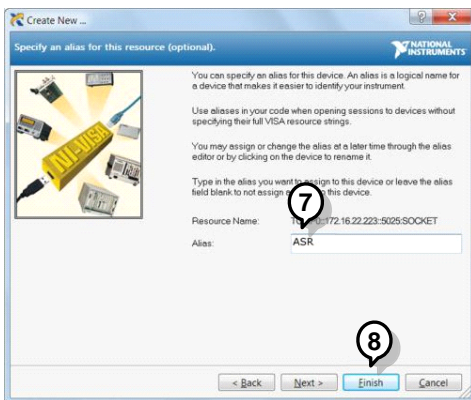 Create New ...
Specify an alias for this resource (optional).
NATIONAL
INSTRUMENTS
NI-VISA
You can specify an alias for this device. An alias is a logical name for
a device that makes it easier to identify your instrument.
Use aliases in your code when opening sessions to devices without
specifying their full VISA resource strings.
You may assign or change the alias at a later time through the alias
editor or by clicking on the device to rename it.
Type in the alias you want to assign to this device or leave the alias
field blank to not assign to this device.
7
Resource Name: 172.16.22.223::5025:SOCKET
Alias: ASR
8
< Back Next > Finish Cancel